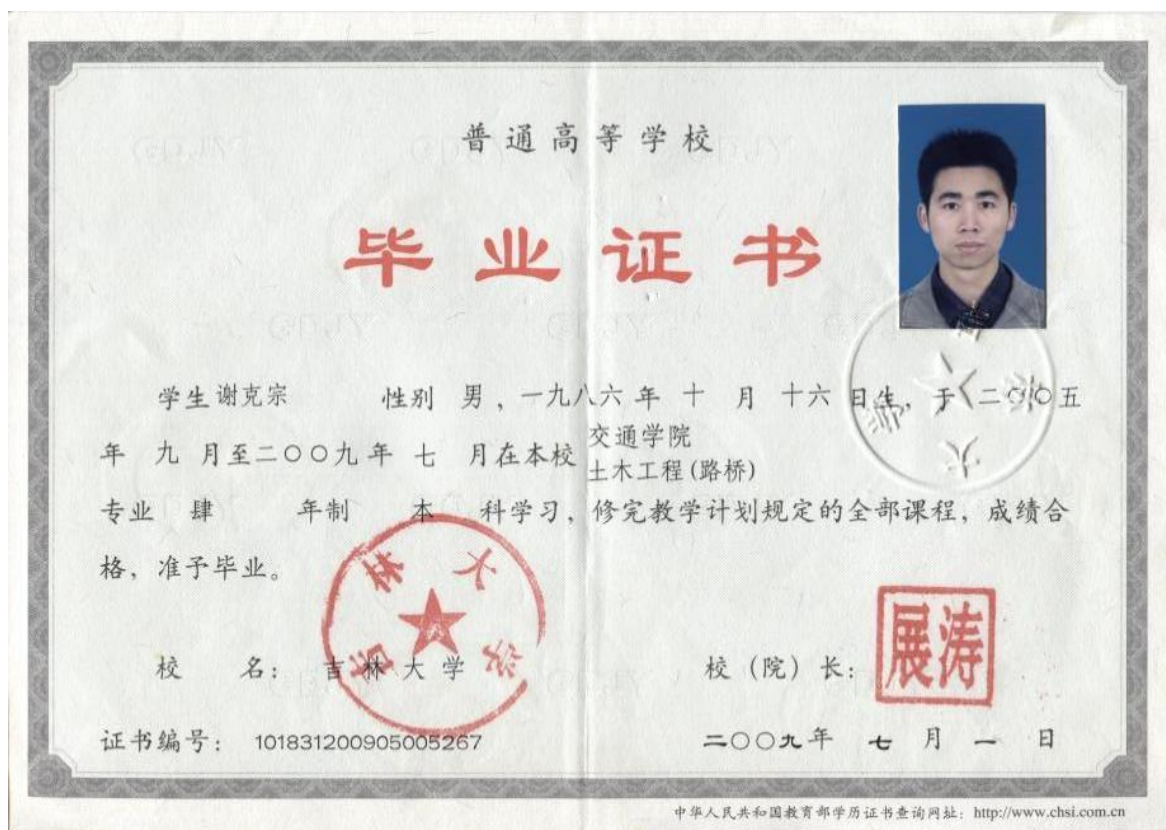 普通高等学校
毕业证书
学生 谢克宗 性别 男，一九八六年 十 月 十六 日生，于 二〇〇五
年 九 月至二〇〇九年 七 月在本校 交通学院
土木工程(路桥)
专业 肆 年制 本 科学习，修完教学计划规定的全部课程，成绩合
格，准予毕业。
吉林大学
校 名： 吉林大学
校（院）长：
展涛
证书编号： 101831200905005267
二〇〇九年 七 月 一 日
中华人民共和国教育部学历证书查询网址：http://www.chsi.com.cn